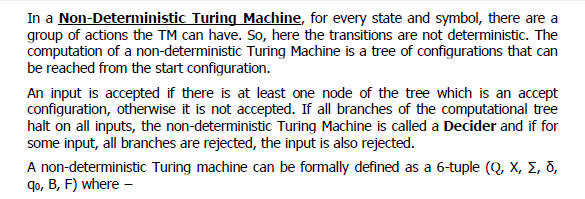 In a Non-Deterministic Turing Machine, for every state and symbol, there are a
group of actions the TM can have. So, here the transitions are not deterministic. The
computation of a non-deterministic Turing Machine is a tree of configurations that can
be reached from the start configuration.
An input is accepted if there is at least one node of the tree which is an accept
configuration, otherwise it is not accepted. If all branches of the computational tree
halt on all inputs, the non-deterministic Turing Machine is called a Decider and if for
some input, all branches are rejected, the input is also rejected.
A non-deterministic Turing machine can be formally defined as a 6-tuple (Q, X, Σ, δ,
q₀, B, F) where −